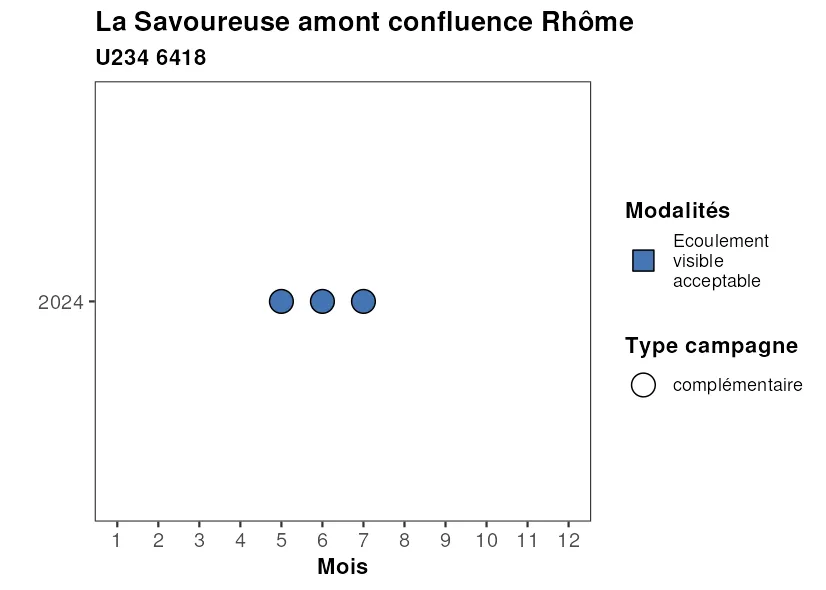 La Savoureuse amont confluence Rhôme
U234 6418
2024
1 2 3 4 5 6 7 8 9 10 11 12
Mois
Modalités
Ecoulement
visible
acceptable
Type campagne
complémentaire